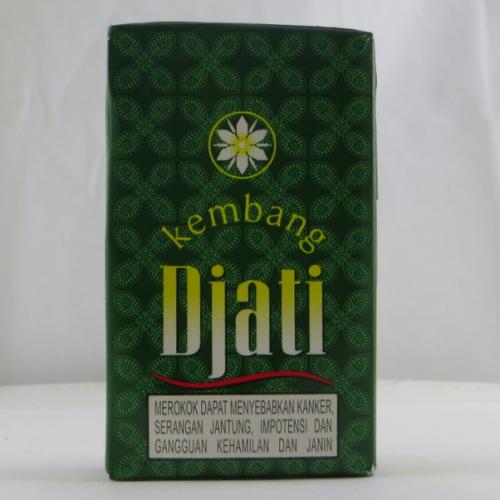 kembang
Djati
MEROKOK DAPAT MENYEBABKAN KANKER,
SERANGAN JANTUNG, IMPOTENSI DAN
GANGGUAN KEHAMILAN DAN JANIN